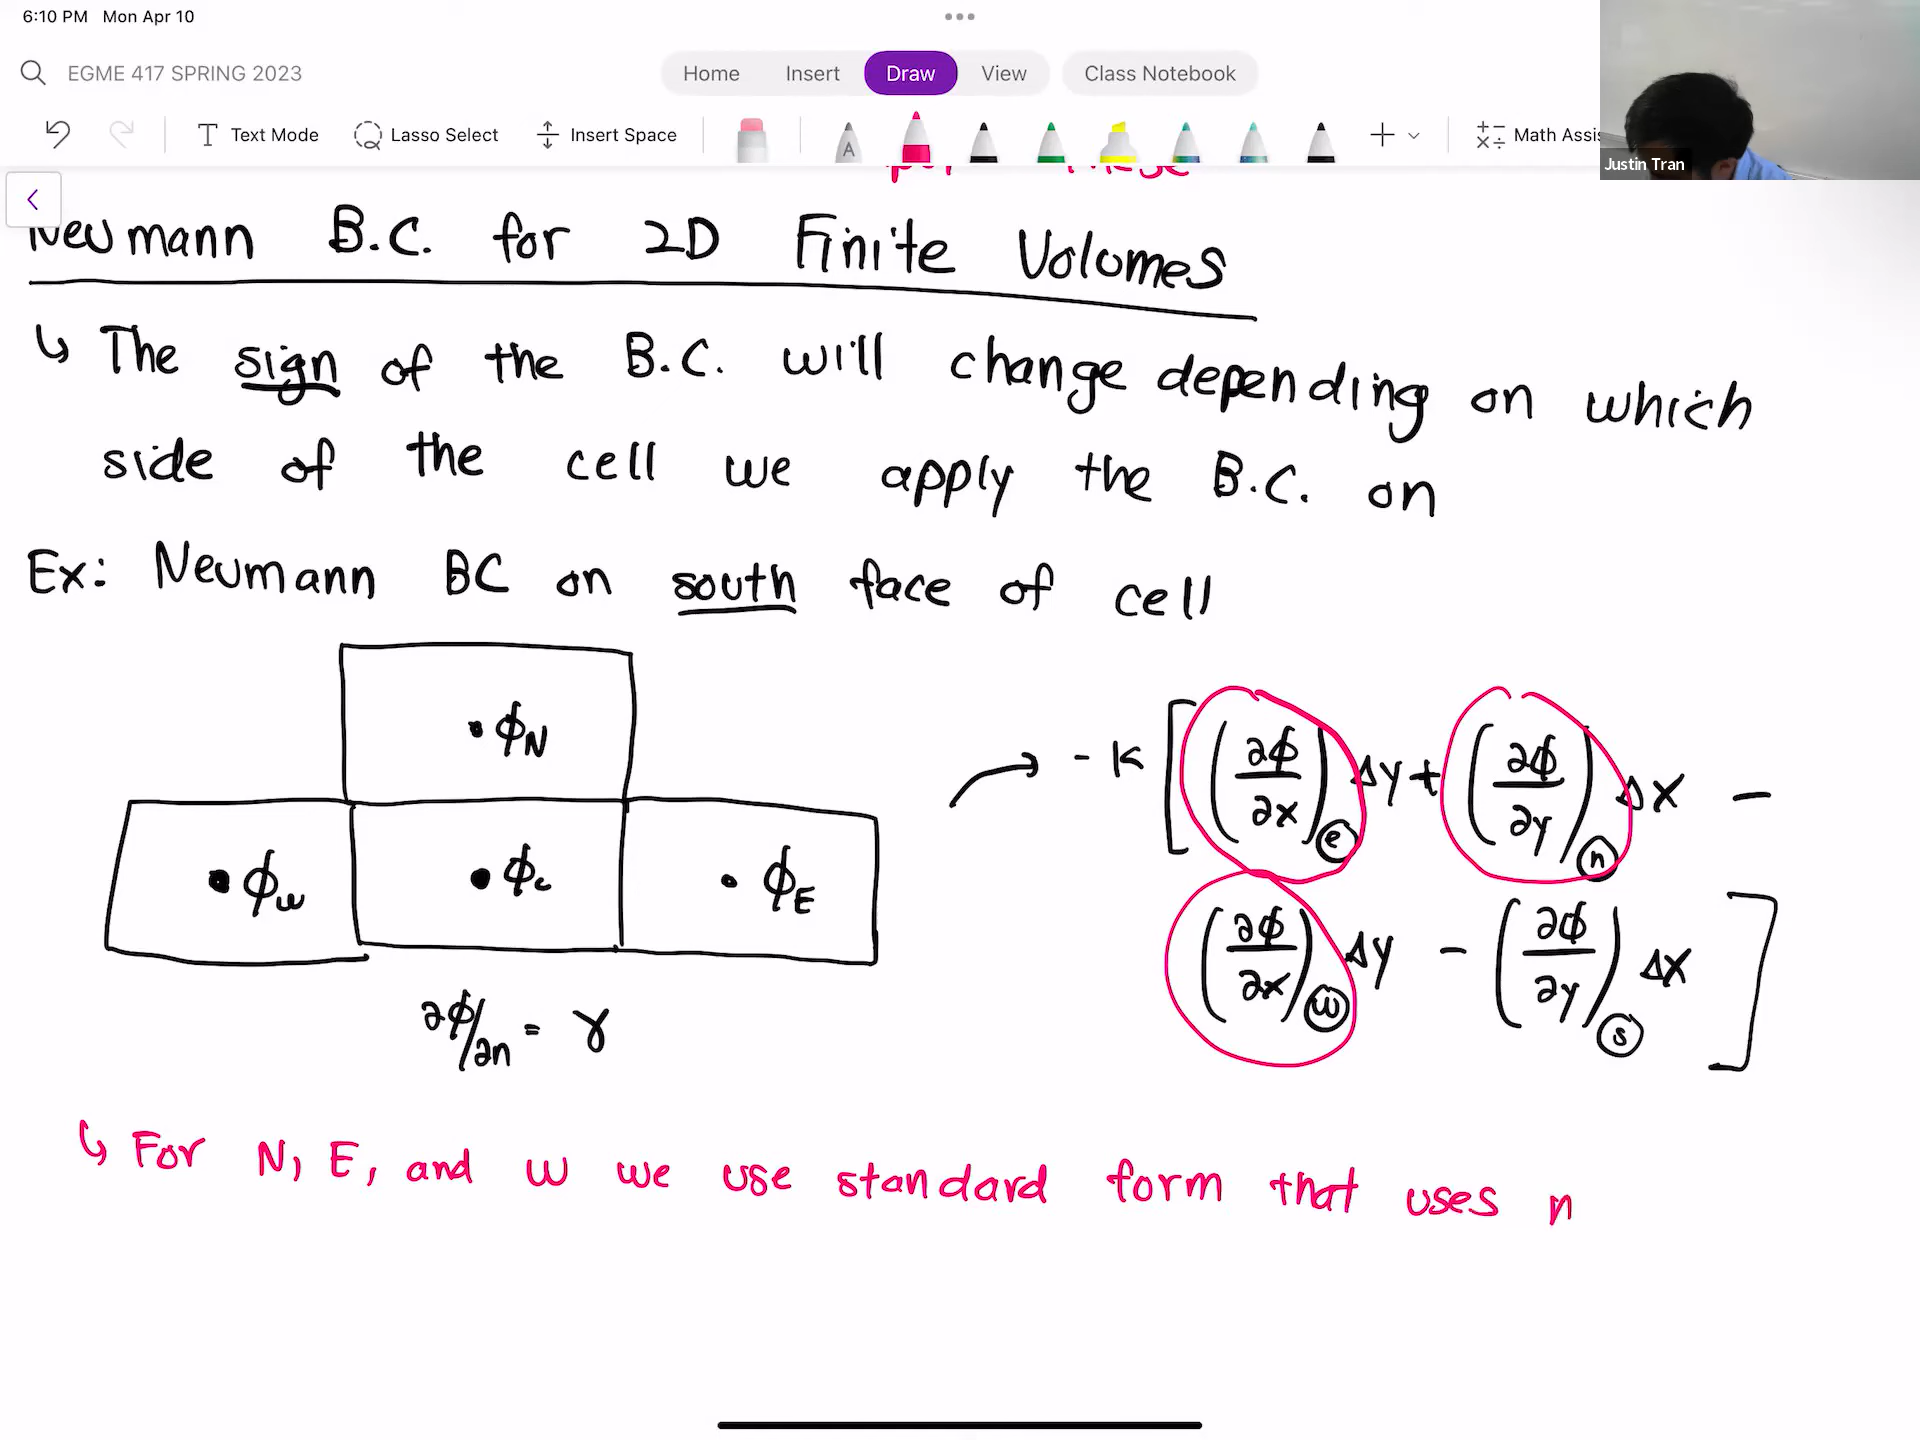 6:10 PM Mon Apr 10
EGME 417 SPRING 2023
Home Insert Draw View Class Notebook
Text Mode Lasso Select Insert Space A Math Assis
Justin Tran
Neumann B.C. for 2D Finite Volumes
↳ The sign of the B.C. will change depending on which
side of the cell we apply the B.C. on
Ex: Neumann BC on south face of cell
ϕN
ϕw ϕc ϕE
∂ϕ/∂n = γ
→ -K [ (∂ϕ/∂x)e Δy + (∂ϕ/∂y)n Δx -
(∂ϕ/∂x)w Δy - (∂ϕ/∂y)s Δx ]
↳ For N, E, and W we use standard form that uses n